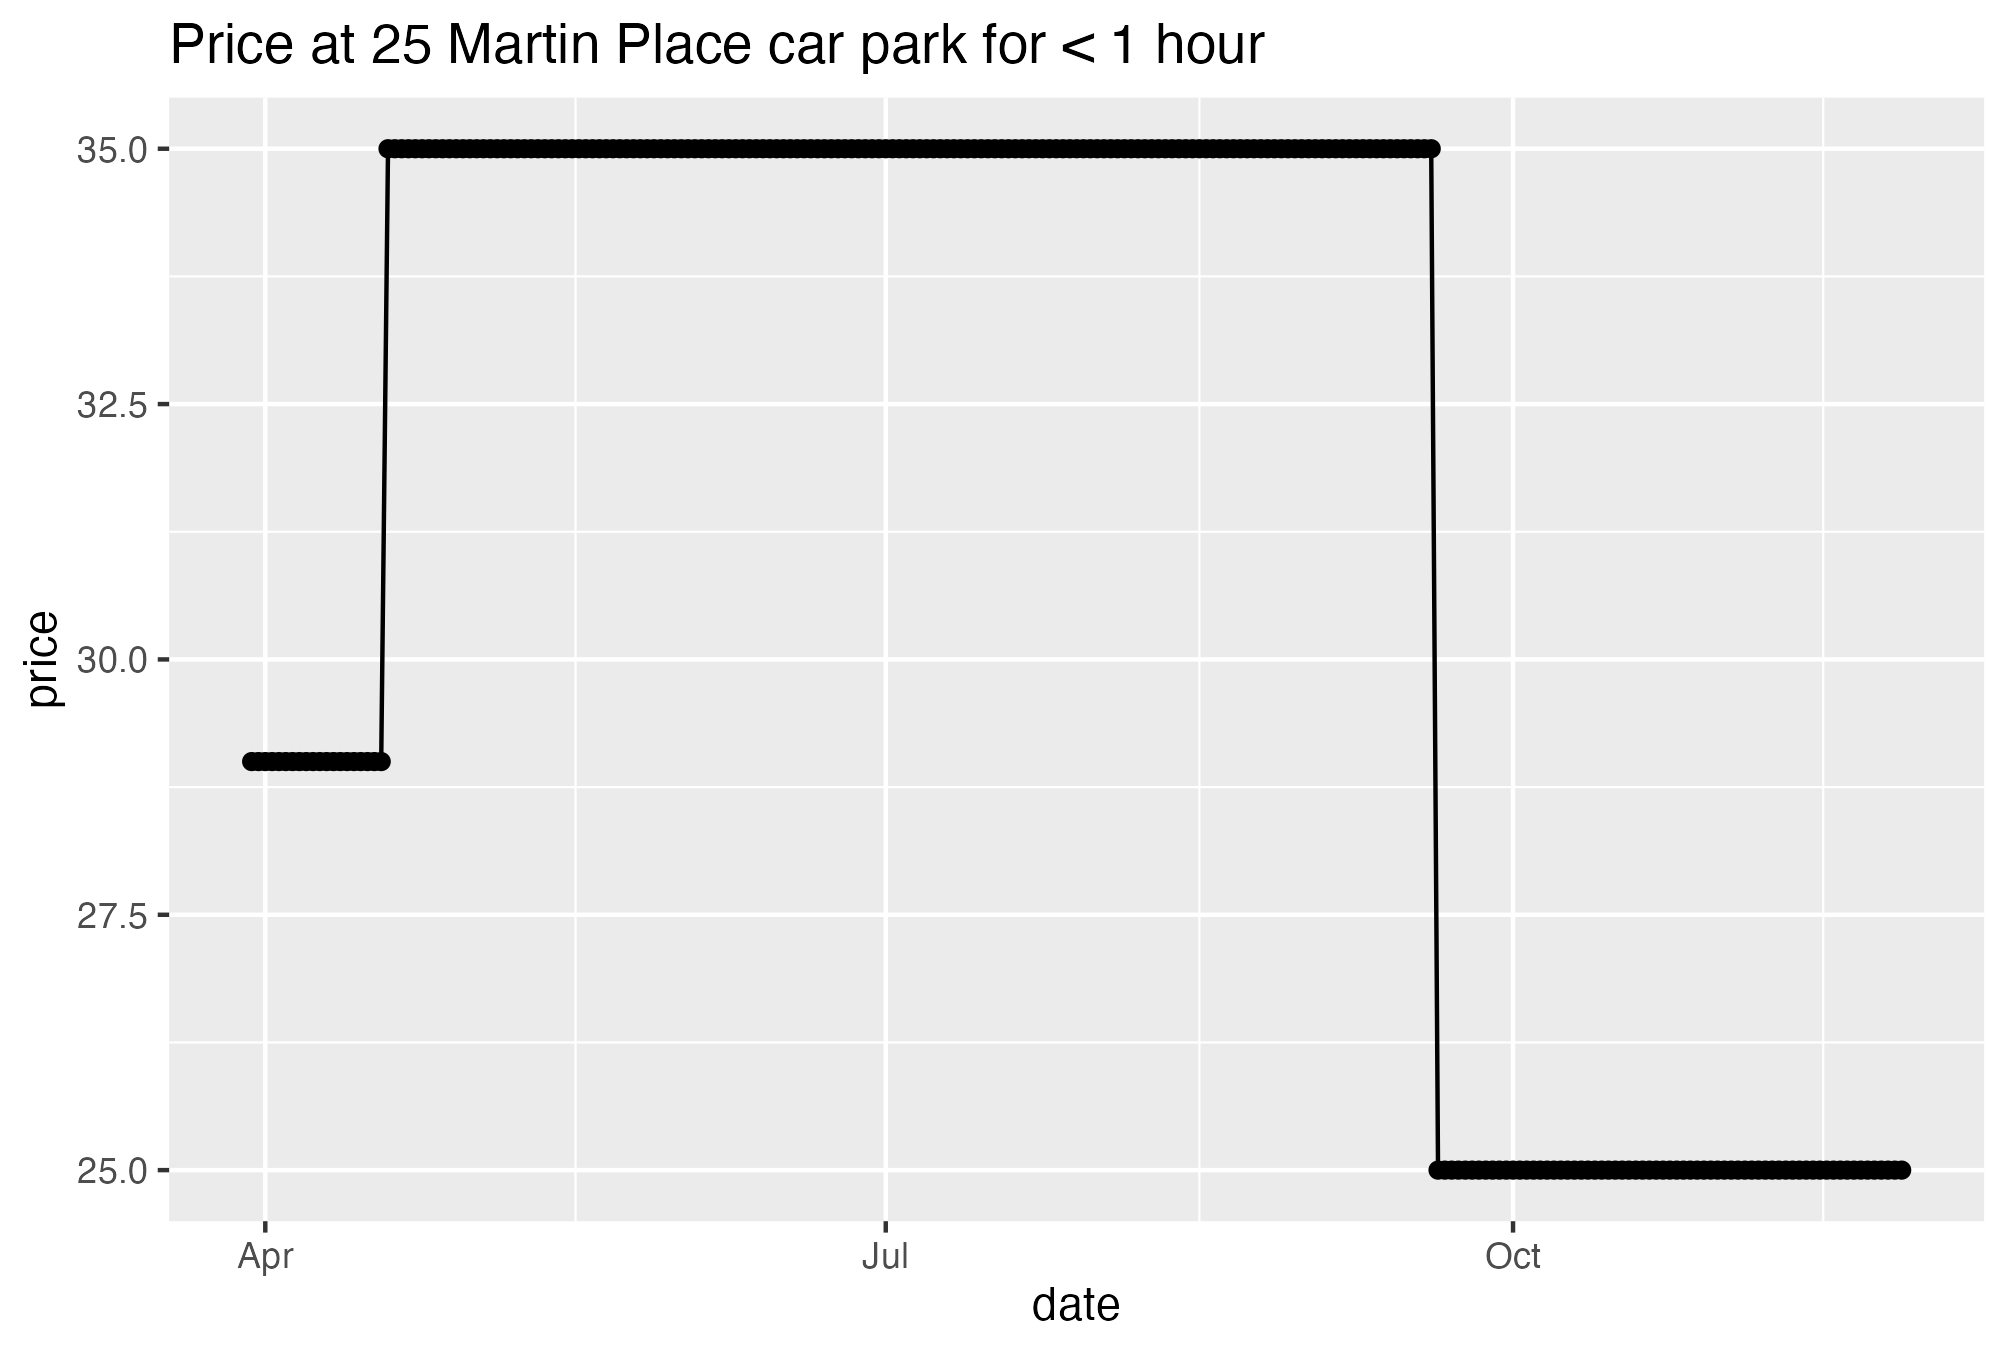 Price at 25 Martin Place car park for < 1 hour
35.0
32.5
30.0
27.5
25.0
price
Apr
Jul
Oct
date